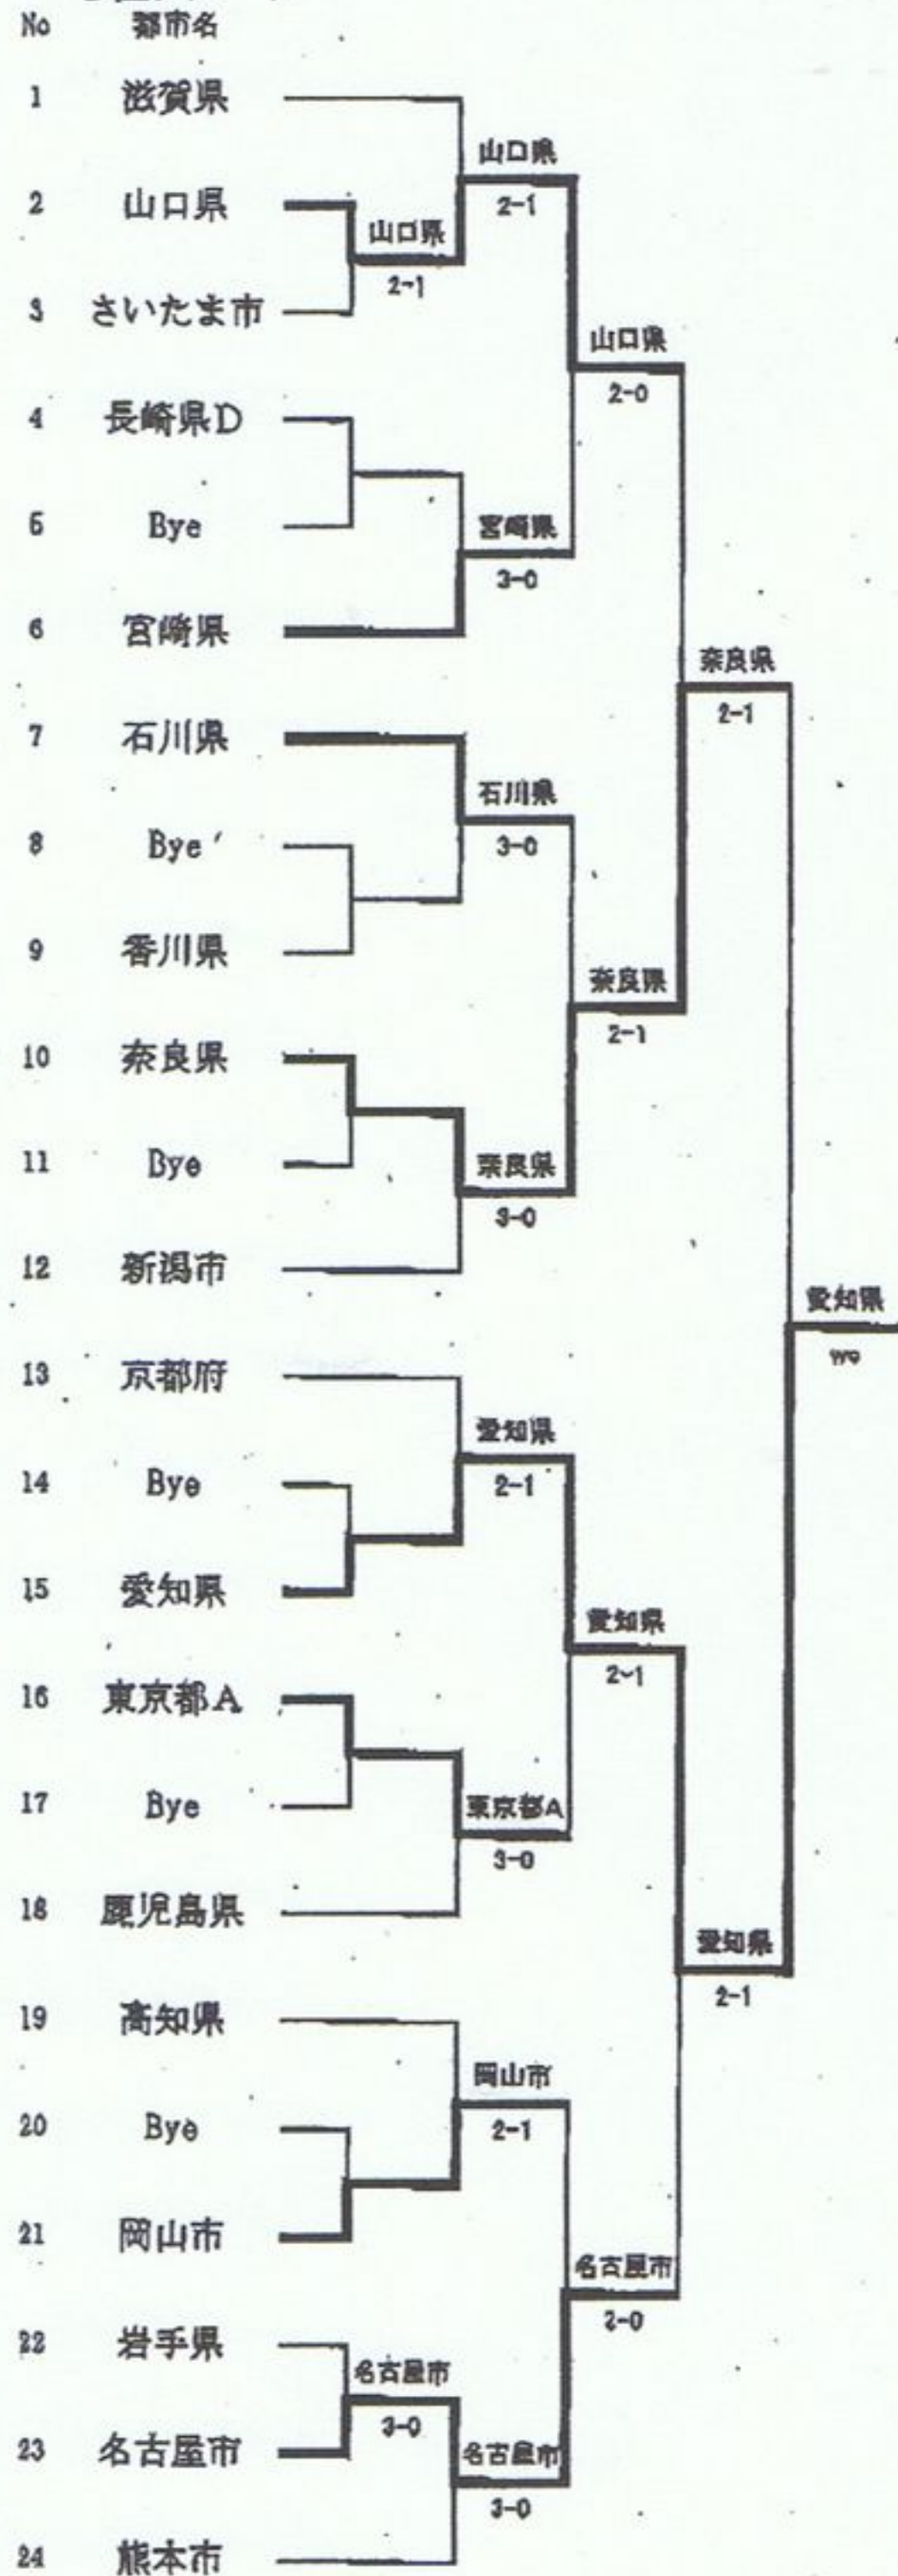 No 都市名
1 滋賀県
山口県
2 山口県 2-1
山口県
2-1
3 さいたま市
山口県
4 長崎県D 2-0
5 Bye 宮崎県
3-0
6 宮崎県
奈良県
7 石川県 2-1
石川県
8 Bye 3-0
9 香川県
奈良県
2-1
10 奈良県
11 Bye 奈良県
3-0
12 新潟市
愛知県
wo
13 京都府
愛知県
14 Bye 2-1
15 愛知県
愛知県
2-1
16 東京都A
17 Bye 東京都A
3-0
18 鹿児島県
愛知県
2-1
19 高知県
岡山市
20 Bye 2-1
21 岡山市
名古屋市
2-0
22 岩手県
名古屋市
3-0
23 名古屋市 名古屋市
3-0
24 熊本市